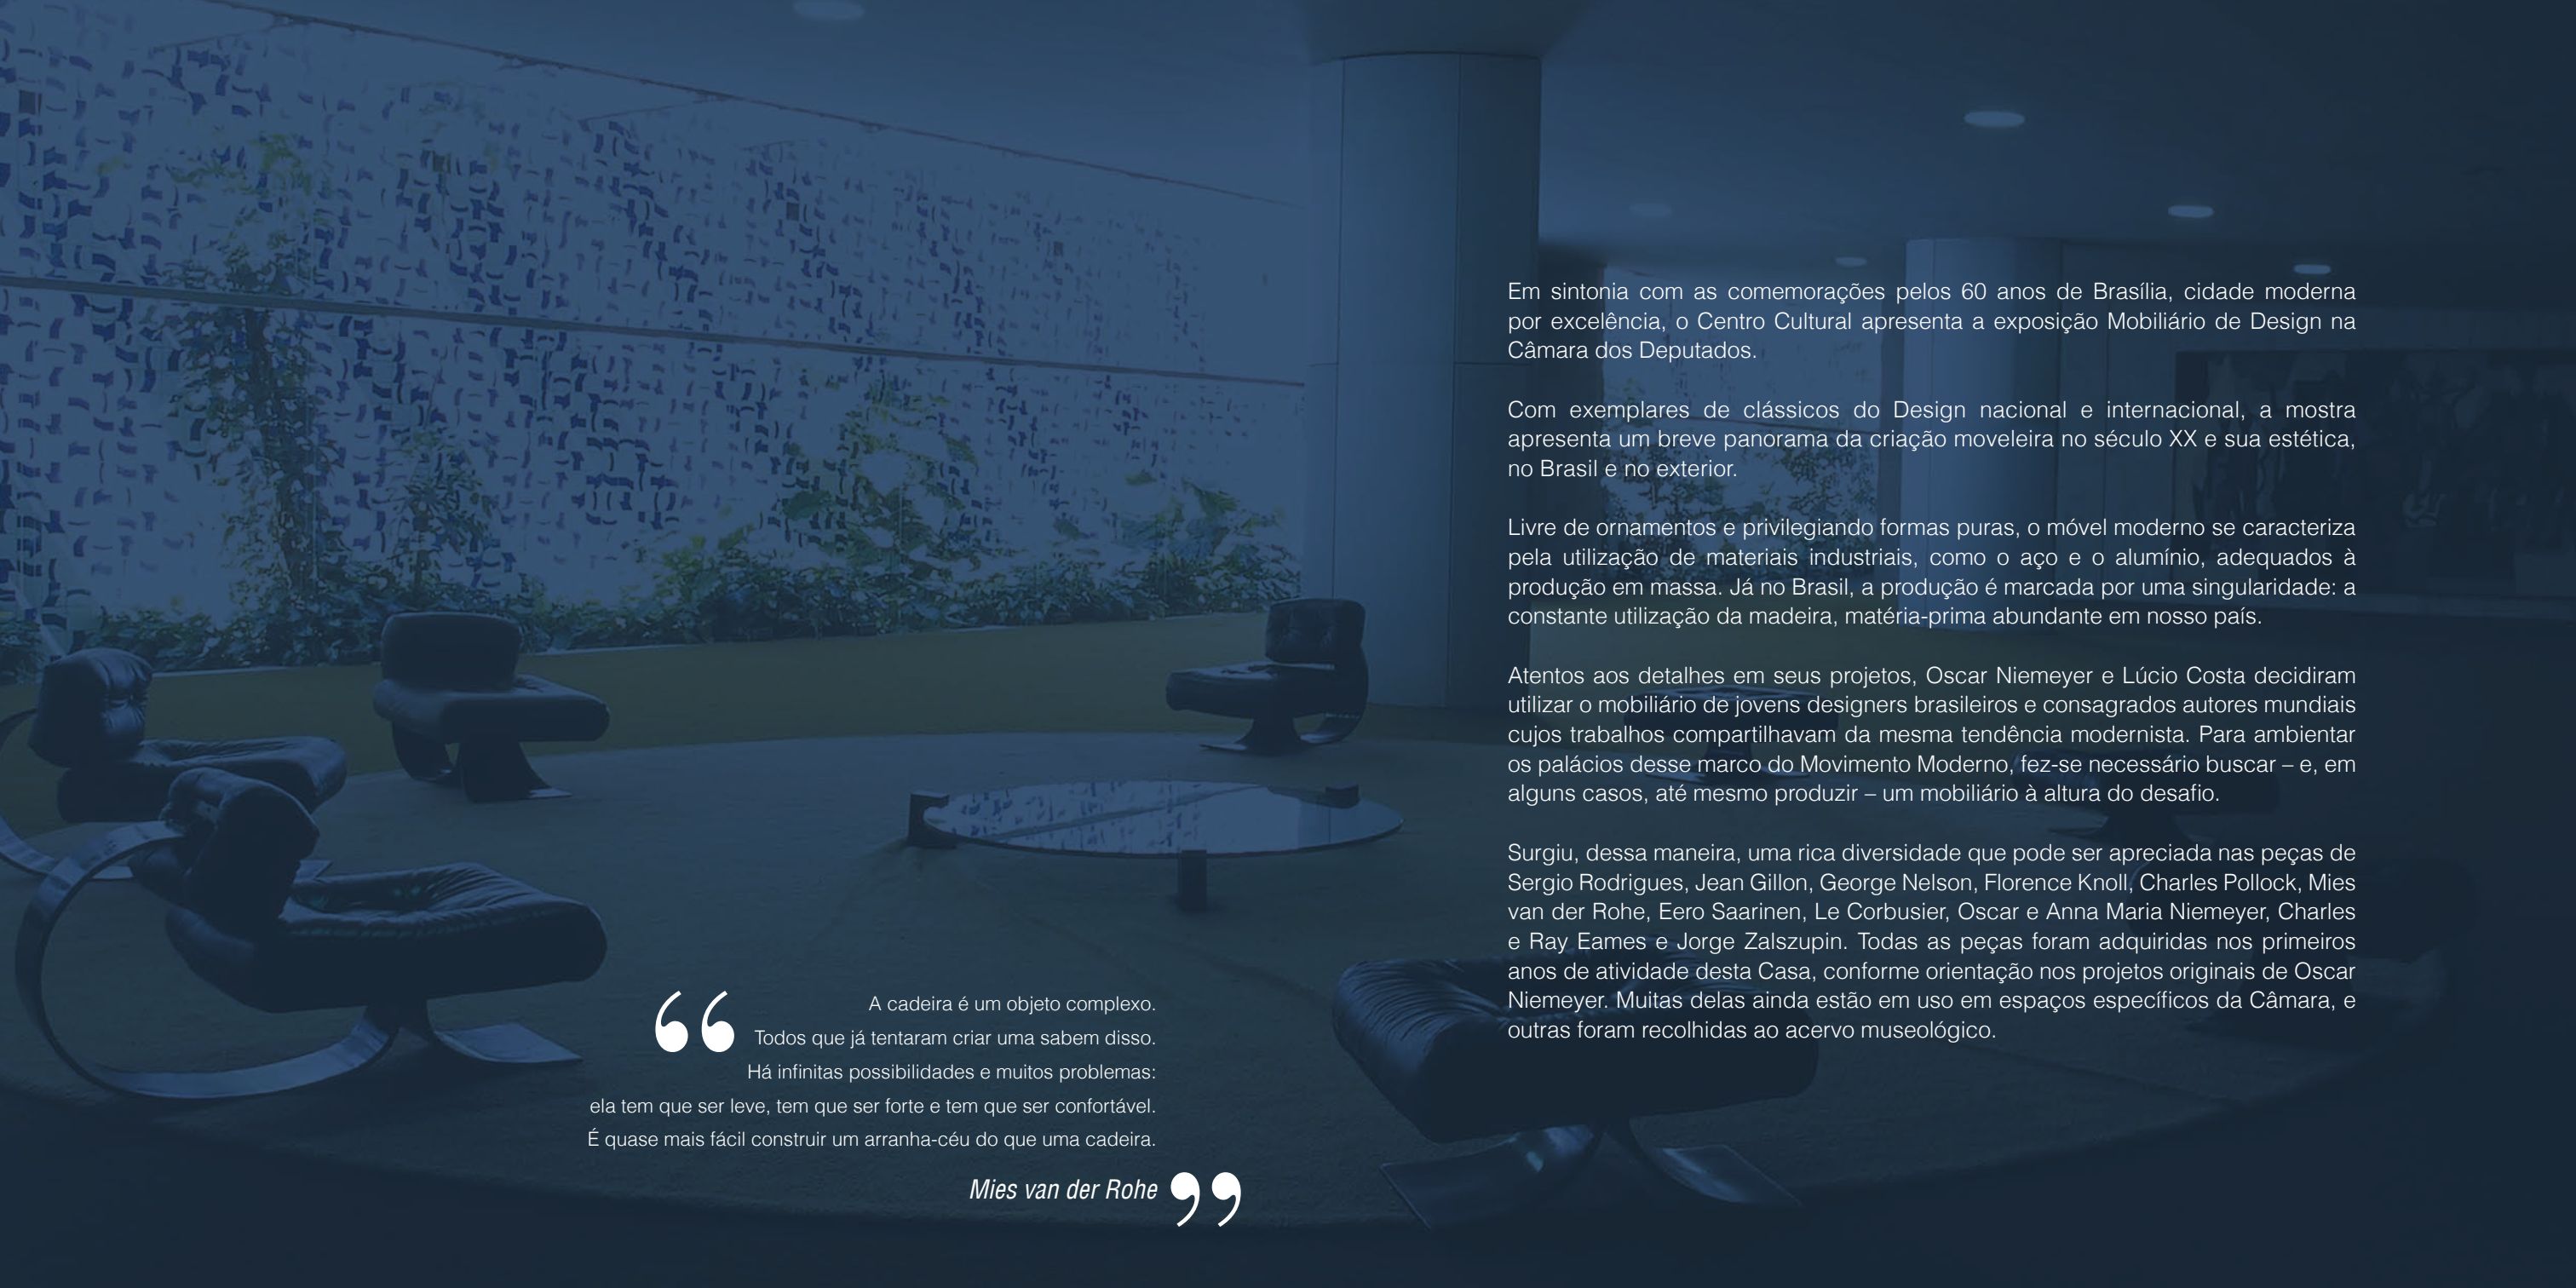 “
A cadeira é um objeto complexo.
Todos que já tentaram criar uma sabem disso.
Há infinitas possibilidades e muitos problemas:
ela tem que ser leve, tem que ser forte e tem que ser confortável.
É quase mais fácil construir um arranha-céu do que uma cadeira.
Mies van der Rohe ”
Em sintonia com as comemorações pelos 60 anos de Brasília, cidade moderna
por excelência, o Centro Cultural apresenta a exposição Mobiliário de Design na
Câmara dos Deputados.
Com exemplares de clássicos do Design nacional e internacional, a mostra
apresenta um breve panorama da criação moveleira no século XX e sua estética,
no Brasil e no exterior.
Livre de ornamentos e privilegiando formas puras, o móvel moderno se caracteriza
pela utilização de materiais industriais, como o aço e o alumínio, adequados à
produção em massa. Já no Brasil, a produção é marcada por uma singularidade: a
constante utilização da madeira, matéria-prima abundante em nosso país.
Atentos aos detalhes em seus projetos, Oscar Niemeyer e Lúcio Costa decidiram
utilizar o mobiliário de jovens designers brasileiros e consagrados autores mundiais
cujos trabalhos compartilhavam da mesma tendência modernista. Para ambientar
os palácios desse marco do Movimento Moderno, fez-se necessário buscar – e, em
alguns casos, até mesmo produzir – um mobiliário à altura do desafio.
Surgiu, dessa maneira, uma rica diversidade que pode ser apreciada nas peças de
Sergio Rodrigues, Jean Gillon, George Nelson, Florence Knoll, Charles Pollock, Mies
van der Rohe, Eero Saarinen, Le Corbusier, Oscar e Anna Maria Niemeyer, Charles
e Ray Eames e Jorge Zalszupin. Todas as peças foram adquiridas nos primeiros
anos de atividade desta Casa, conforme orientação nos projetos originais de Oscar
Niemeyer. Muitas delas ainda estão em uso em espaços específicos da Câmara, e
outras foram recolhidas ao acervo museológico.